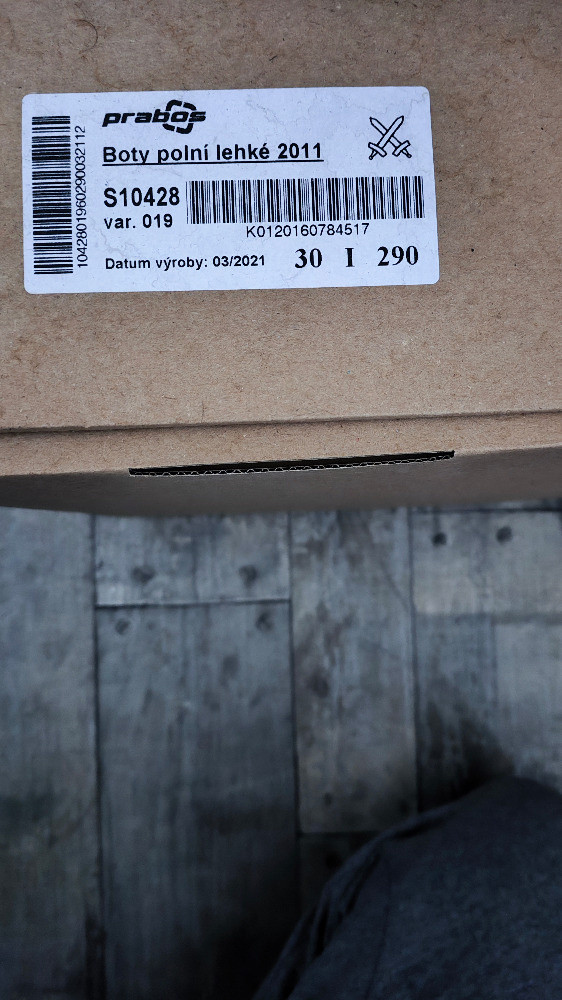 prabos
Boty polní lehké 2011
S10428
var. 019
K0120160784517
Datum výroby: 03/2021
30 I 290
1042801960290032112